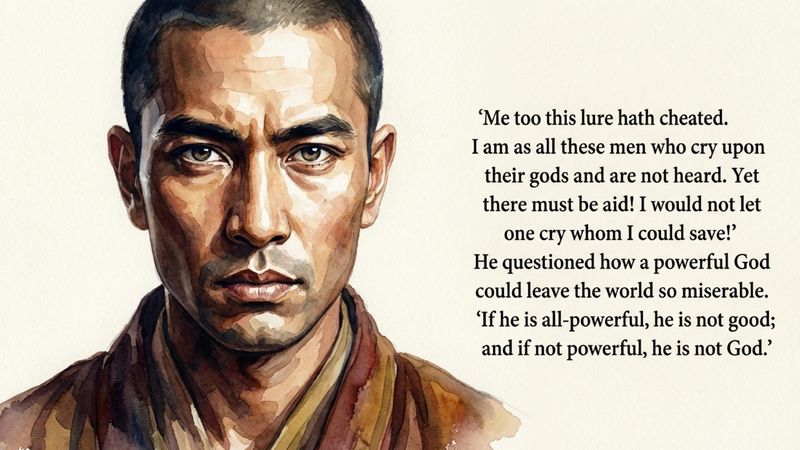 ‘Me too this lure hath cheated.
I am as all these men who cry upon
their gods and are not heard. Yet
there must be aid! I would not let
one cry whom I could save!’
He questioned how a powerful God
could leave the world so miserable.
‘If he is all-powerful, he is not good;
and if not powerful, he is not God.’